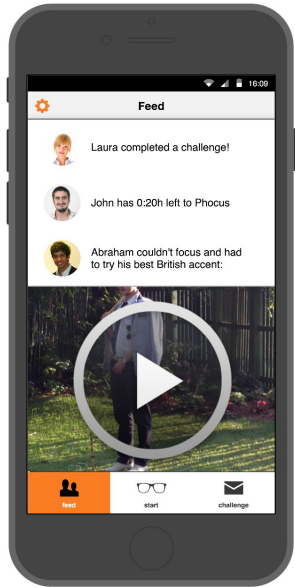 16:09
Feed
Laura completed a challenge!
John has 0:20h left to Phocus
Abraham couldn't focus and had
to try his best British accent:
feed
start
challenge